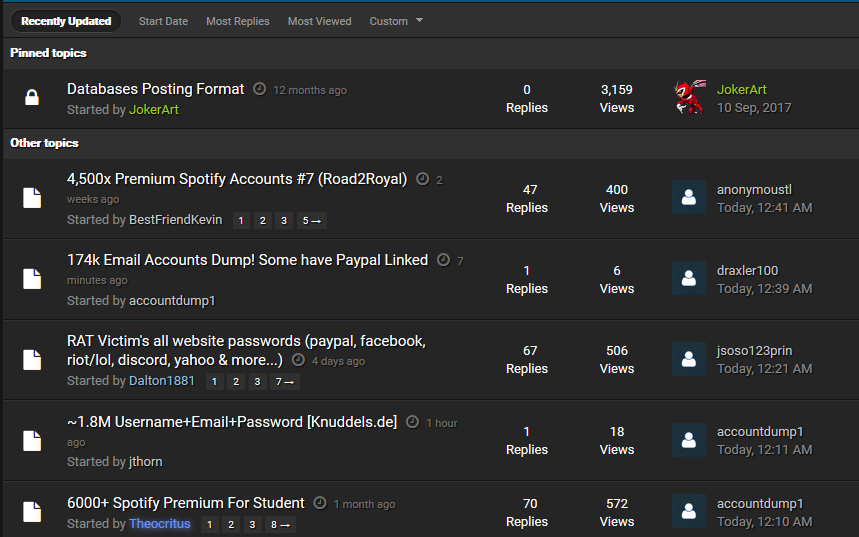 Recently Updated Start Date Most Replies Most Viewed Custom
Pinned topics
Databases Posting Format 12 months ago
Started by JokerArt
0
Replies
3,159
Views
JokerArt
10 Sep, 2017
Other topics
4,500x Premium Spotify Accounts #7 (Road2Royal) 2
weeks ago
Started by BestFriendKevin 1 2 3 5 →
47
Replies
400
Views
anonymoustl
Today, 12:41 AM
174k Email Accounts Dump! Some have Paypal Linked 7
minutes ago
Started by accountdump1
1
Replies
6
Views
draxler100
Today, 12:39 AM
RAT Victim's all website passwords (paypal, facebook,
riot/lol, discord, yahoo & more...) 4 days ago
Started by Dalton1881 1 2 3 7 →
67
Replies
506
Views
jsoso123prin
Today, 12:21 AM
~1.8M Username+Email+Password [Knuddels.de] 1 hour
ago
Started by jthorn
1
Replies
18
Views
accountdump1
Today, 12:11 AM
6000+ Spotify Premium For Student 1 month ago
Started by Theocritus 1 2 3 8 →
70
Replies
572
Views
accountdump1
Today, 12:10 AM